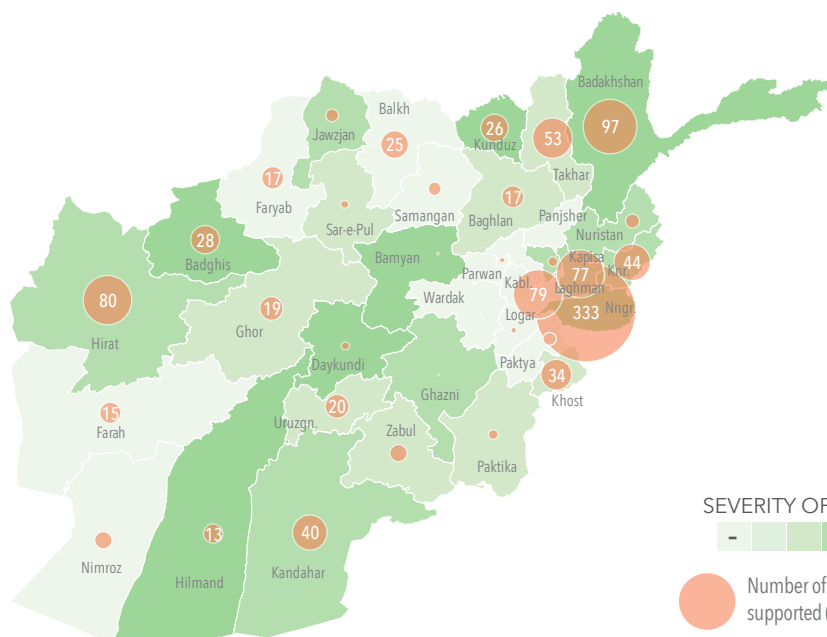 Badakhshan
97
Balkh
25
Jawzjan
26
Kunduz
53
Takhar
17
Faryab
Samangan
17
Baghlan
Panjsher
Sar-e-Pul
Nuristan
28
Badghis
Bamyan
Parwan
Kapisa
Knr.
44
77
Kabl.
Laghman
79
Wardak
80
Hirat
19
Ghor
Logar
333
Nngr.
Daykundi
Paktya
34
Khost
Ghazni
20
Uruzgn.
15
Farah
Zabul
Paktika
13
Hilmand
40
Kandahar
Nimroz
SEVERITY OF
-
Number of
supported (